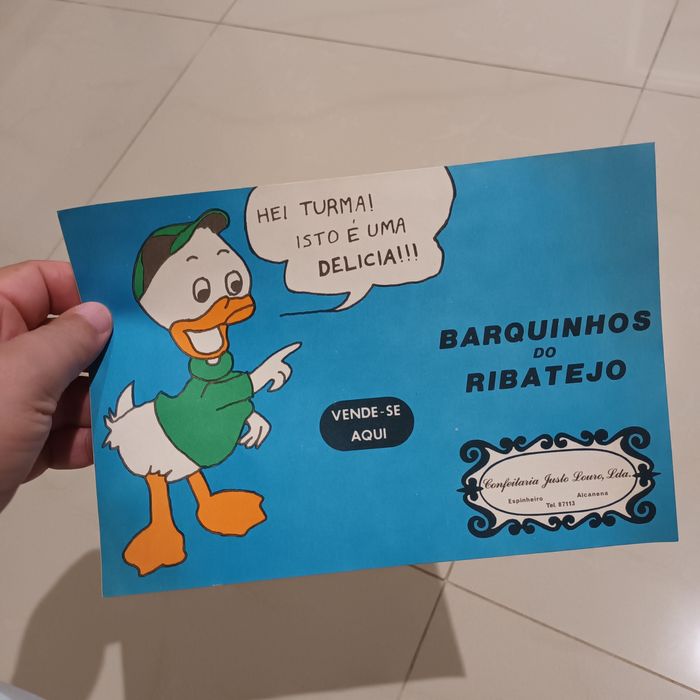 HEI TURMA!
ISTO É UMA
DELICIA!!!
BARQUINHOS
DO
RIBATEJO
VENDE-SE
AQUI
Confeitaria Justo Louro, Lda.
Espinheiro Alcanena
Tel. 87113